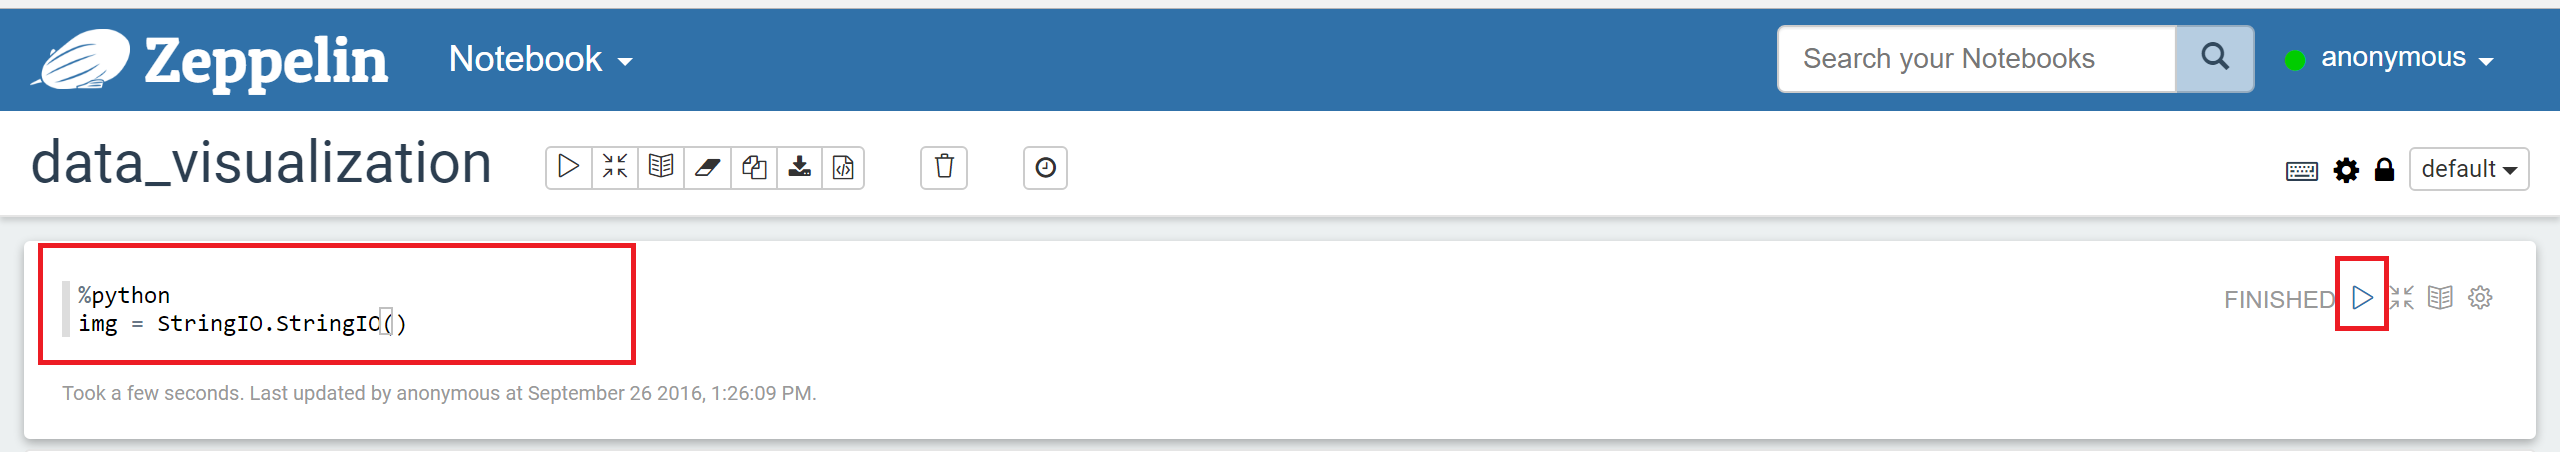 Zeppelin Notebook Search your Notebooks anonymous
data_visualization default
%python
img = StringIO.StringIO()
FINISHED
Took a few seconds. Last updated by anonymous at September 26 2016, 1:26:09 PM.